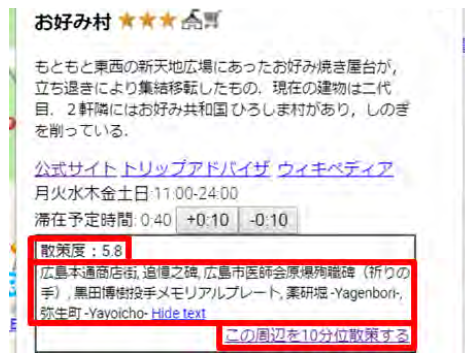 お好み村 ★★★
もともと東西の新天地広場にあったお好み焼き屋台が,
立ち退きにより集結移転したもの. 現在の建物は二代
目. 2軒隣にはお好み共和国ひろしま村があり, しのぎ
を削っている.
公式サイト トリップアドバイザ ウィキペディア
月火水木金土日 11:00-24:00
滞在予定時間: 0:40 +0:10 -0:10
散策度：5.8
広島本通商店街, 追憶之碑, 広島市医師会原爆殉職碑（祈りの
手）, 黒田博樹投手メモリアルプレート, 薬研堀 -Yagenbori-,
弥生町 -Yayoicho- Hide text
この周辺を10分位散策する